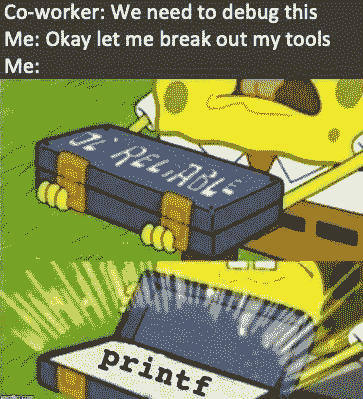 Co-worker: We need to debug this
Me: Okay let me break out my tools
Me:
OL' RELIABLE
printf